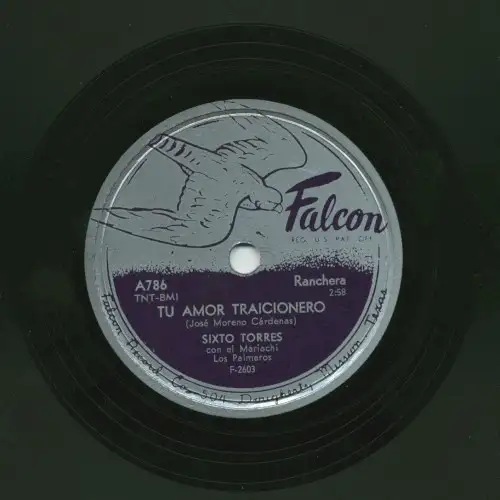 Falcon
REG. U.S. PAT. OFF.
A786
Ranchera
TNT-BMI
2:58
TU AMOR TRAICIONERO
(José Moreno Cárdenas)
SIXTO TORRES
con el Mariachi
Los Palmeros
F-2603
Falcon Record Co. 504 Dougherty Mission, Texas